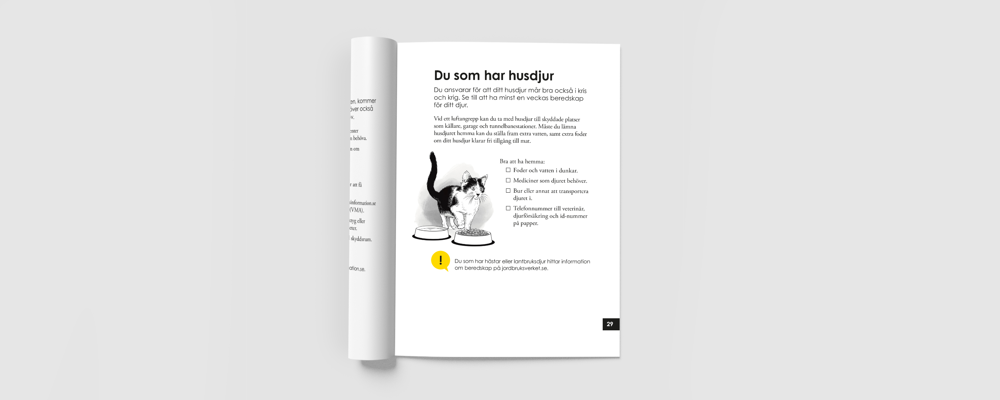 en, kommer
över också
v.
enter
n behöva.
n om
r att få
sinformation.se
(VMA).
ktyg eller
eter.
skyddsrum.
ation.se.
Du som har husdjur
Du ansvarar för att ditt husdjur mår bra också i kris
och krig. Se till att ha minst en veckas beredskap
för ditt djur.
Vid ett luftangrepp kan du ta med husdjur till skyddade platser
som källare, garage och tunnelbanestationer. Måste du lämna
husdjuret hemma kan du ställa fram extra vatten, samt extra foder
om ditt husdjur klarar fri tillgång till mat.
Bra att ha hemma:
Foder och vatten i dunkar.
Mediciner som djuret behöver.
Bur eller annat att transportera
djuret i.
Telefonnummer till veterinär,
djurförsäkring och id-nummer
på papper.
!
Du som har hästar eller lantbruksdjur hittar information
om beredskap på jordbruksverket.se.
29